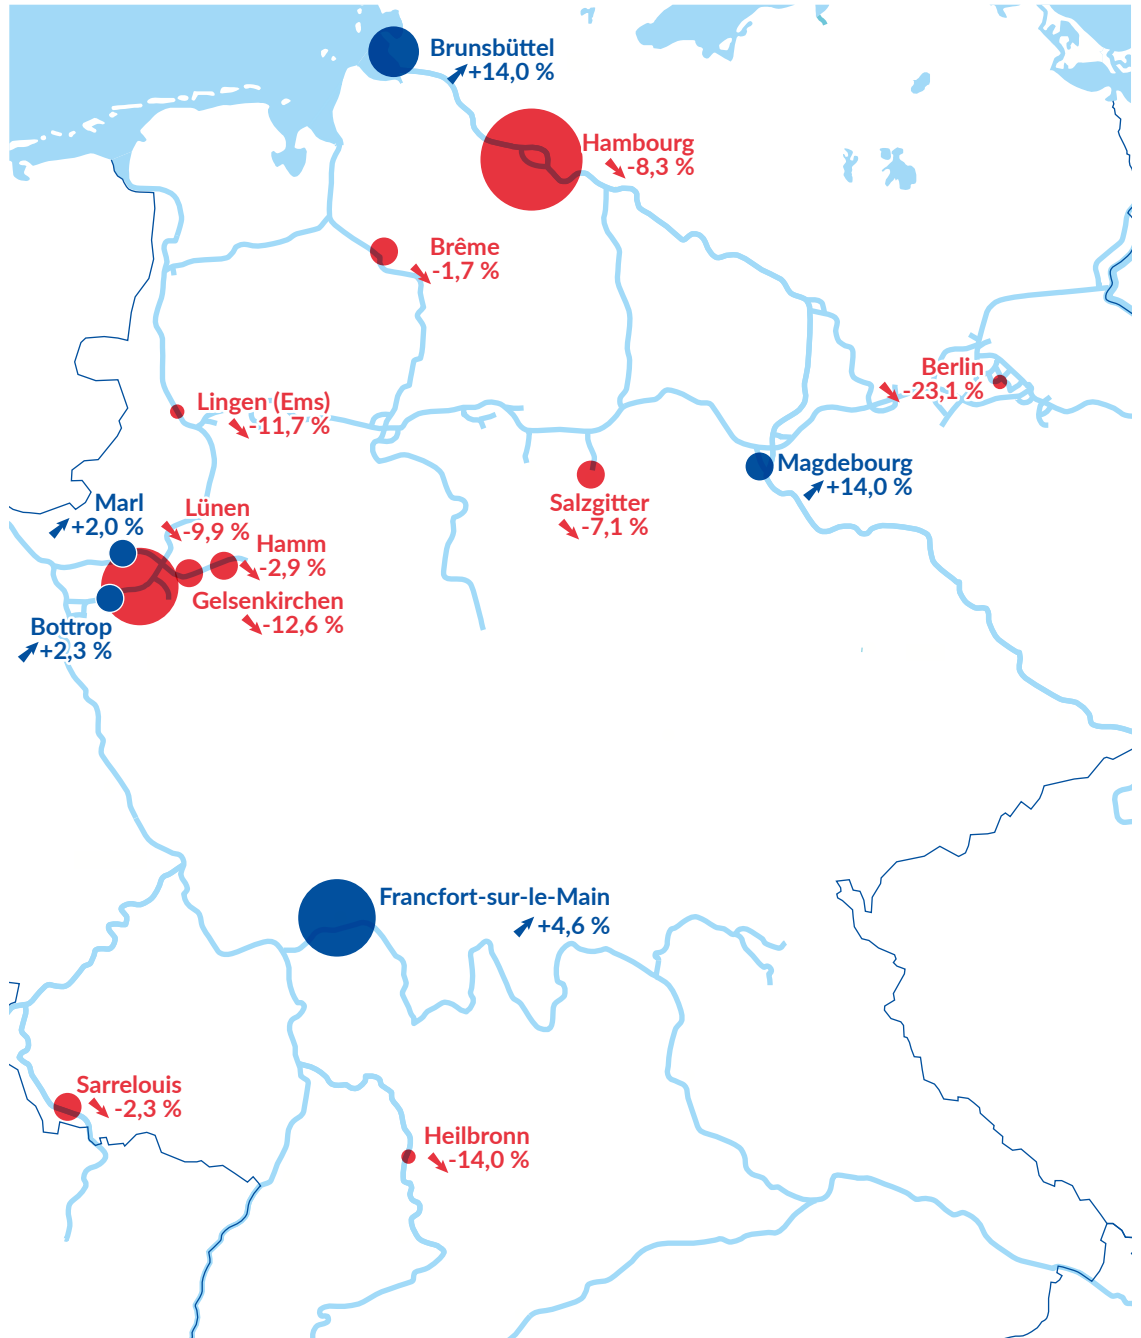 Brunsbüttel
+14,0 %
Hambourg
-8,3 %
Brême
-1,7 %
Berlin
-23,1 %
Lingen (Ems)
-11,7 %
Magdebourg
+14,0 %
Salzgitter
-7,1 %
Marl
+2,0 %
Lünen
-9,9 %
Hamm
-2,9 %
Gelsenkirchen
-12,6 %
Bottrop
+2,3 %
Francfort-sur-le-Main
+4,6 %
Sarrelouis
-2,3 %
Heilbronn
-14,0 %